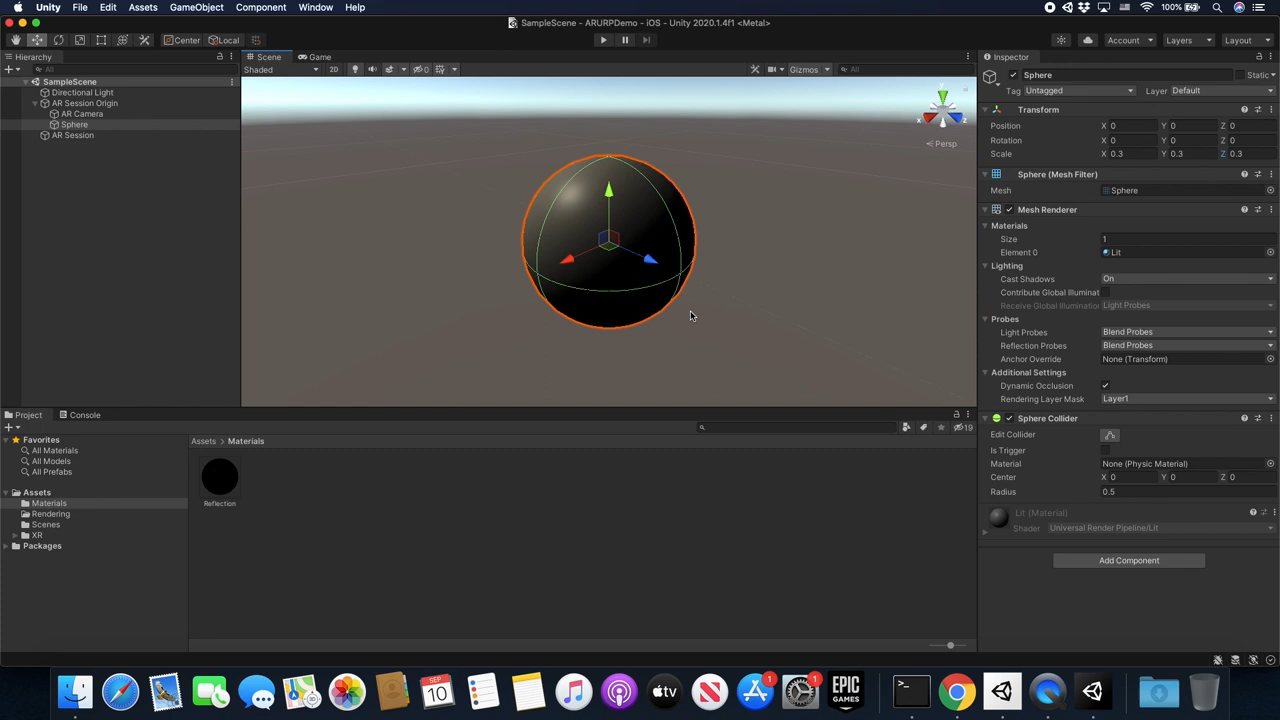 Unity File Edit Assets GameObject Component Window Help 100%
SampleScene - ARURPDemo - iOS - Unity 2020.1.4f1 <Metal>
Center Local Account Layers Layout
Hierarchy
All
SampleScene
Directional Light
AR Session Origin
AR Camera
Sphere
AR Session
Scene Game
Shaded 2D 0 Gizmos All
y
x z
Persp
Inspector
Sphere Static
Tag Untagged Layer Default
Transform
Position X 0 Y 0 Z 0
Rotation X 0 Y 0 Z 0
Scale X 0.3 Y 0.3 Z 0.3
Sphere (Mesh Filter)
Mesh Sphere
Mesh Renderer
Materials
Size 1
Element 0 Lit
Lighting
Cast Shadows On
Contribute Global Illuminat
Receive Global Illumination Light Probes
Probes
Light Probes Blend Probes
Reflection Probes Blend Probes
Anchor Override None (Transform)
Additional Settings
Dynamic Occlusion
Rendering Layer Mask Layer1
Sphere Collider
Edit Collider
Is Trigger
Material None (Physic Material)
Center X 0 Y 0 Z 0
Radius 0.5
Lit (Material)
Shader Universal Render Pipeline/Lit
Add Component
Project Console
19
Favorites
All Materials
All Models
All Prefabs
Assets
Materials
Rendering
Scenes
XR
Packages
Assets > Materials
Reflection
SEP
10
tv
1
1
EPIC
GAMES
>_